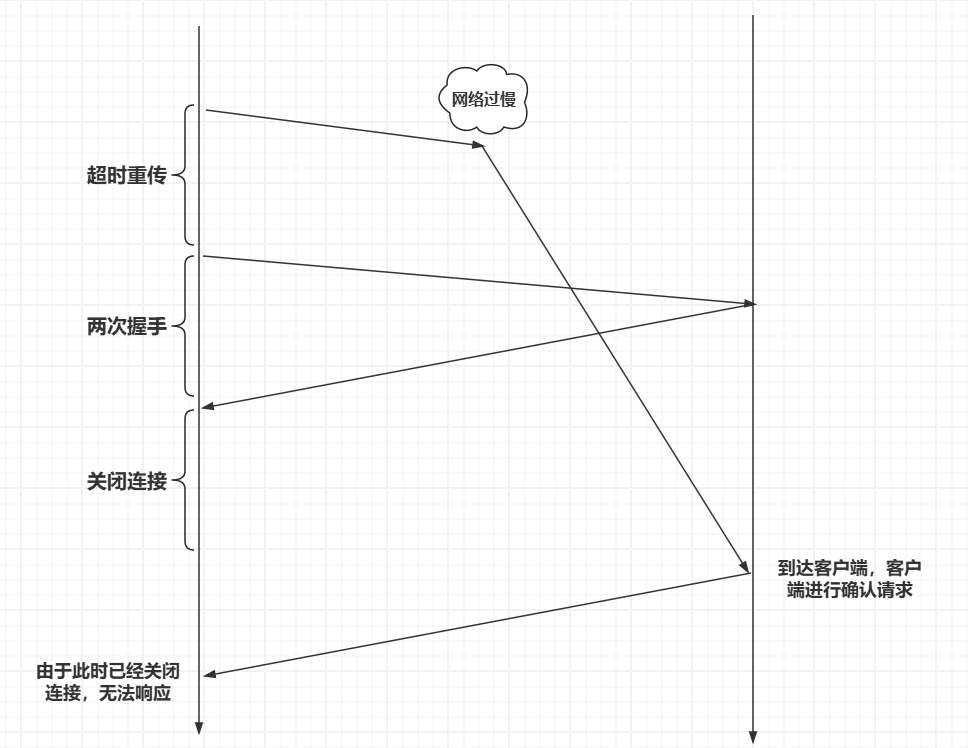 网络过慢
超时重传
两次握手
关闭连接
到达客户端，客户
端进行确认请求
由于此时已经关闭
连接，无法响应